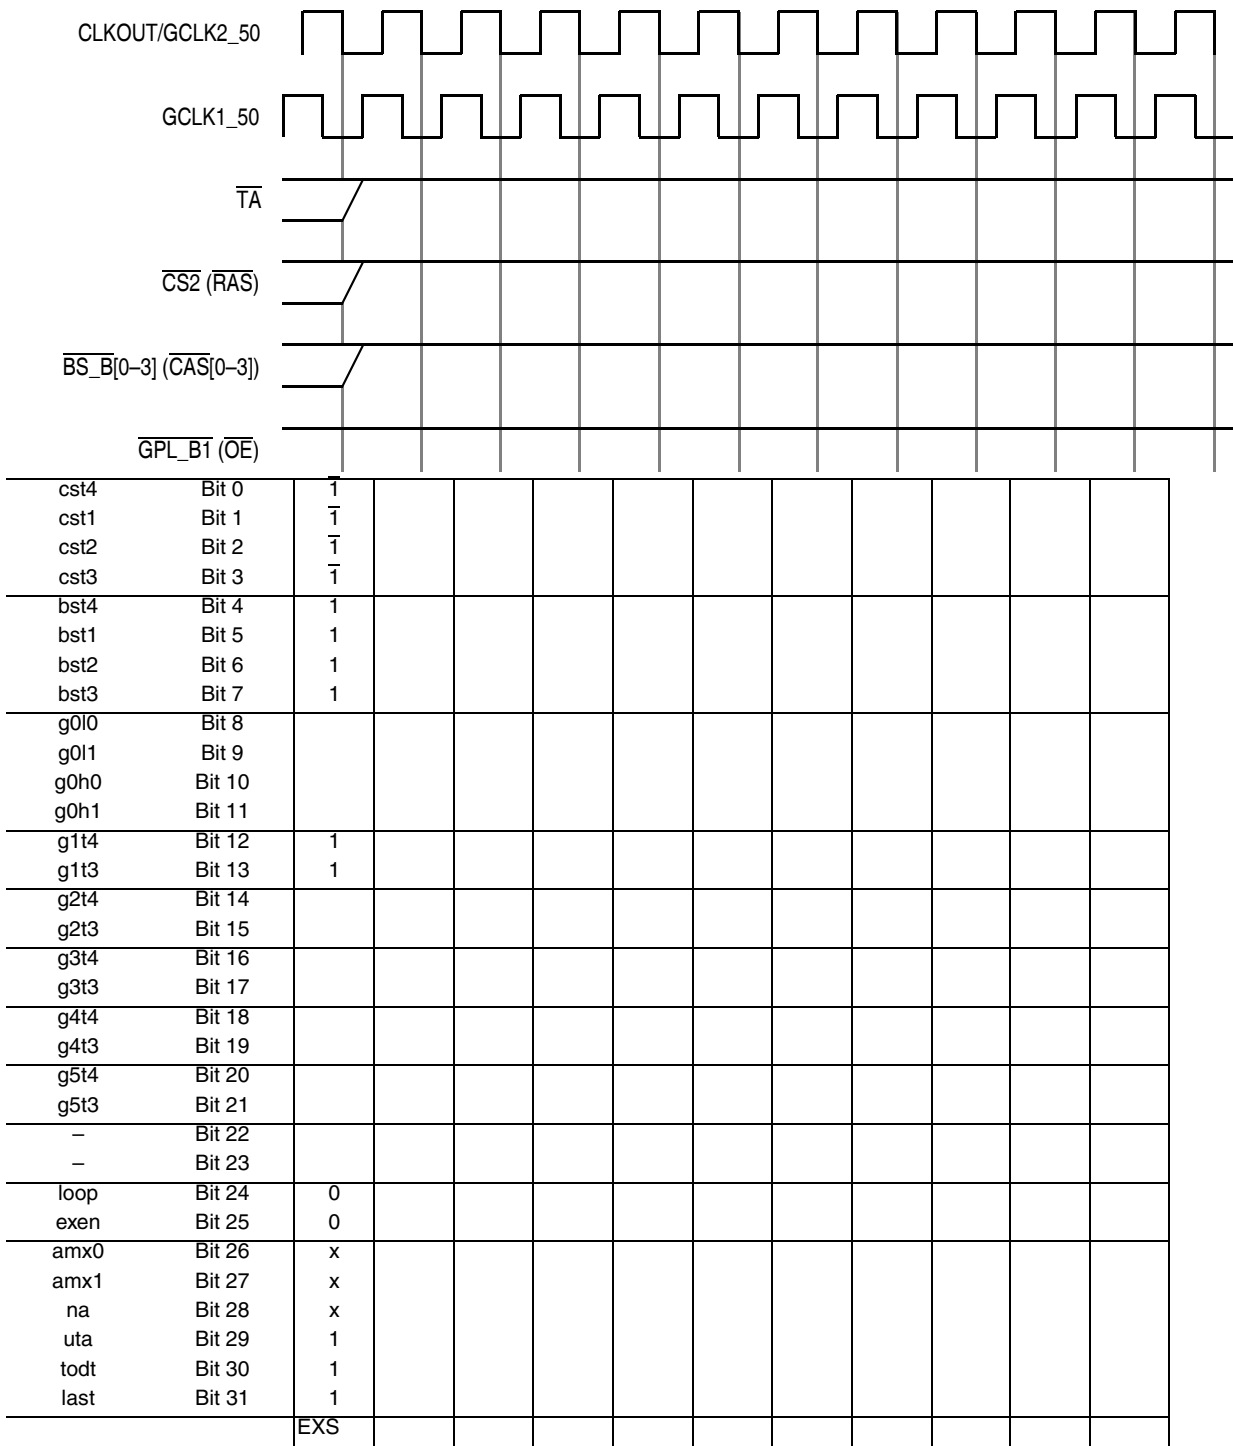 CLKOUT/GCLK2_50
GCLK1_50
TA
CS2 (RAS)
BS_B[0–3] (CAS[0–3])
GPL_B1 (OE)
cst4 Bit 0 1
cst1 Bit 1 1
cst2 Bit 2 1
cst3 Bit 3 1
bst4 Bit 4 1
bst1 Bit 5 1
bst2 Bit 6 1
bst3 Bit 7 1
g0l0 Bit 8
g0l1 Bit 9
g0h0 Bit 10
g0h1 Bit 11
g1t4 Bit 12 1
g1t3 Bit 13 1
g2t4 Bit 14
g2t3 Bit 15
g3t4 Bit 16
g3t3 Bit 17
g4t4 Bit 18
g4t3 Bit 19
g5t4 Bit 20
g5t3 Bit 21
– Bit 22
– Bit 23
loop Bit 24 0
exen Bit 25 0
amx0 Bit 26 x
amx1 Bit 27 x
na Bit 28 x
uta Bit 29 1
todt Bit 30 1
last Bit 31 1
EXS